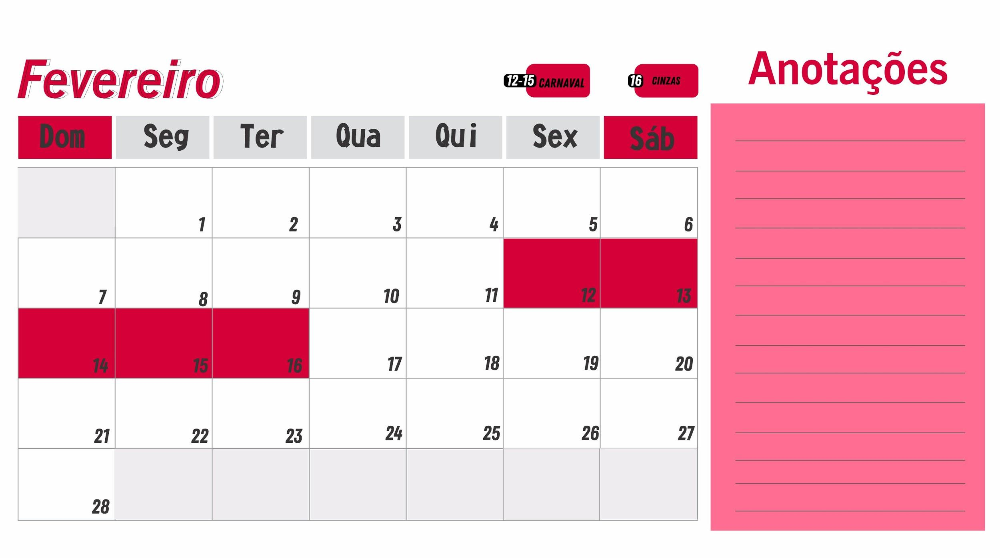 Fevereiro
12-15 CARNAVAL
16 CINZAS
Anotações
Dom Seg Ter Qua Qui Sex Sáb
1 2 3 4 5 6
7 8 9 10 11 12 13
14 15 16 17 18 19 20
21 22 23 24 25 26 27
28